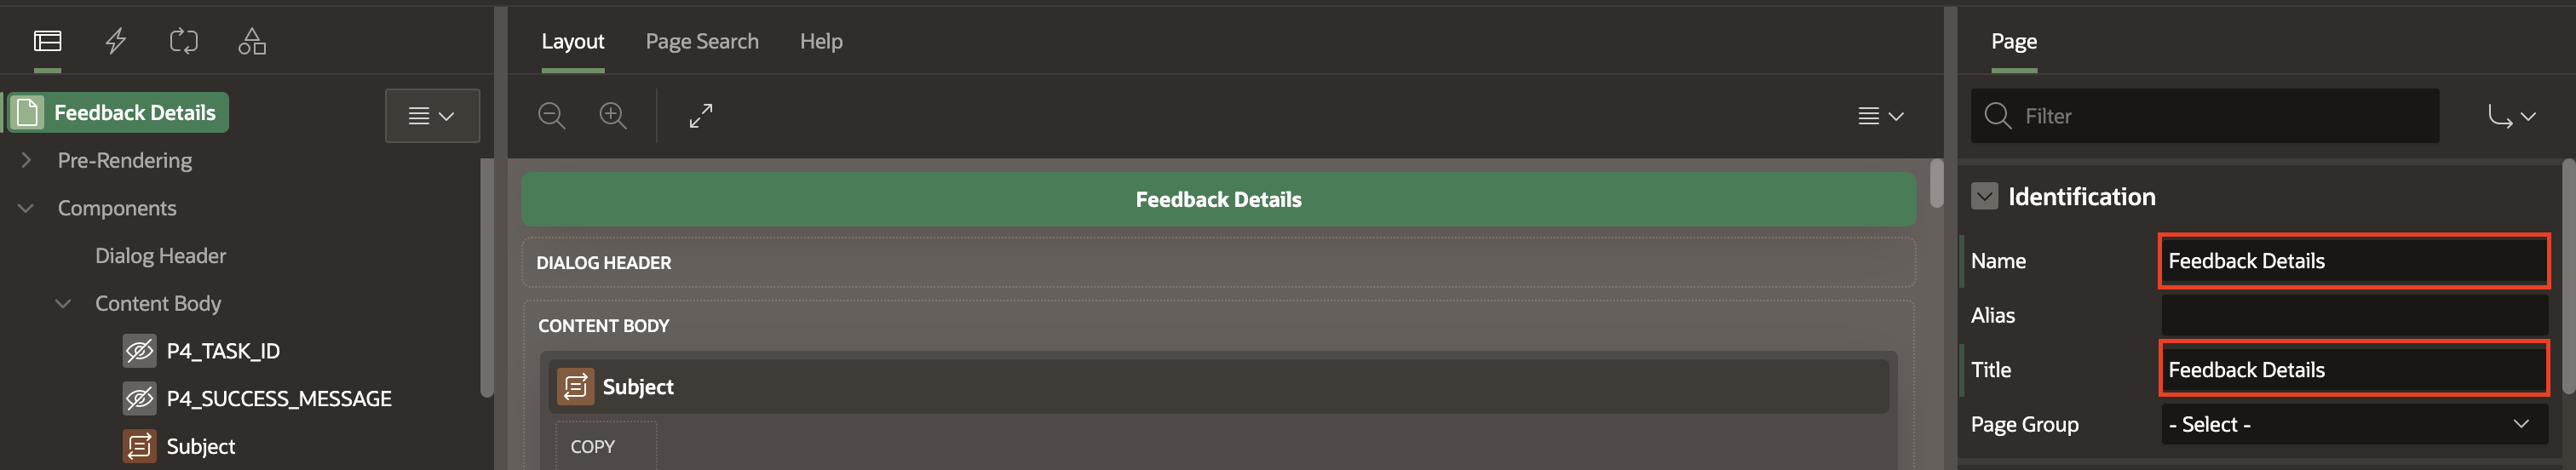 Feedback Details
Pre-Rendering
Components
Dialog Header
Content Body
P4_TASK_ID
P4_SUCCESS_MESSAGE
Subject
Layout Page Search Help
Feedback Details
DIALOG HEADER
CONTENT BODY
Subject
COPY
Page
Filter
Identification
Name Feedback Details
Alias
Title Feedback Details
Page Group - Select -